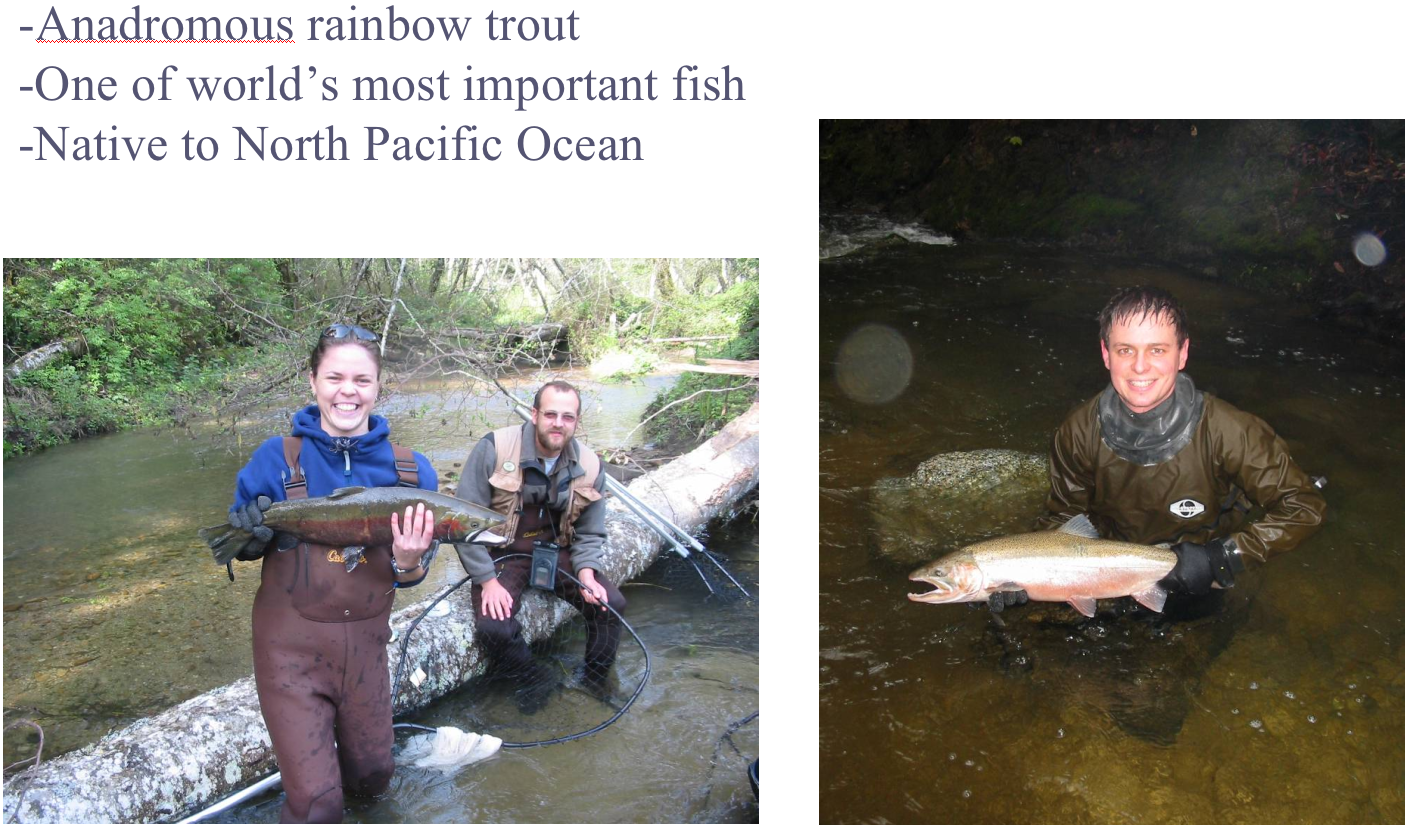 -Anadromous rainbow trout
-One of world’s most important fish
-Native to North Pacific Ocean